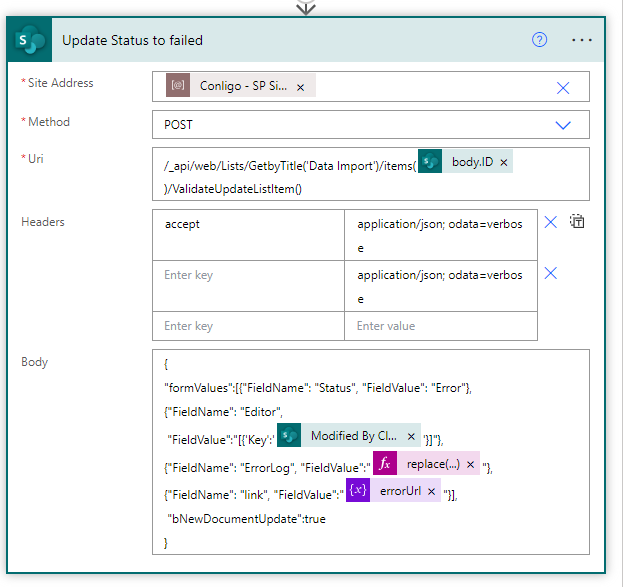 Update Status to failed
* Site Address
Conligo - SP Si...
* Method
POST
* Uri
/_api/web/Lists/GetbyTitle('Data Import')/items( body.ID
)/ValidateUpdateListItem()
Headers
accept
application/json; odata=verbos
e
Enter key
application/json; odata=verbos
e
Enter key
Enter value
Body
{
"formValues":[{"FieldName": "Status", "FieldValue": "Error"},
{"FieldName": "Editor",
"FieldValue":"[{'Key':' Modified By Cl... '}]"},
{"FieldName": "ErrorLog", "FieldValue":" fx replace(...) "},
{"FieldName": "link", "FieldValue":" {x} errorUrl "}],
"bNewDocumentUpdate":true
}